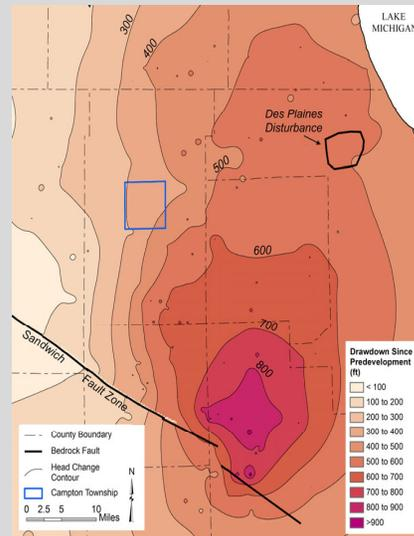 300
400
LAKE
MICHIGAN
Des Plaines
Disturbance
500
600
700
800
Sandwich
Fault Zone
County Boundary
Bedrock Fault
Head Change
Contour
Campton Township
N
0 2.5 5 10
Miles
Drawdown Since
Predevelopment
(ft)
< 100
100 to 200
200 to 300
300 to 400
400 to 500
500 to 600
600 to 700
700 to 800
800 to 900
>900